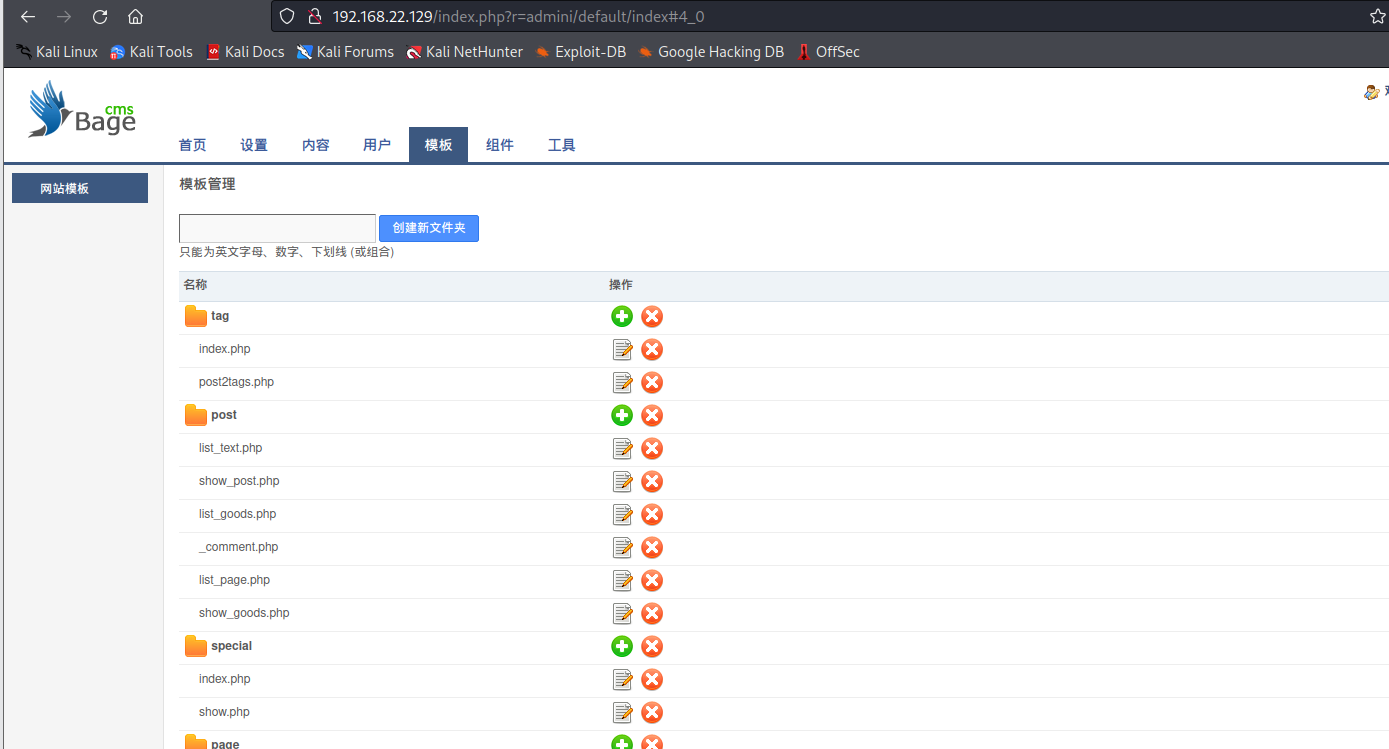 192.168.22.129/index.php?r=admini/default/index#4_0
Kali Linux Kali Tools Kali Docs Kali Forums Kali NetHunter Exploit-DB Google Hacking DB OffSec
cms
Bage
首页 设置 内容 用户 模板 组件 工具
网站模板
模板管理
创建新文件夹
只能为英文字母、数字、下划线 (或组合)
名称 操作
tag
index.php
post2tags.php
post
list_text.php
show_post.php
list_goods.php
_comment.php
list_page.php
show_goods.php
special
index.php
show.php
page